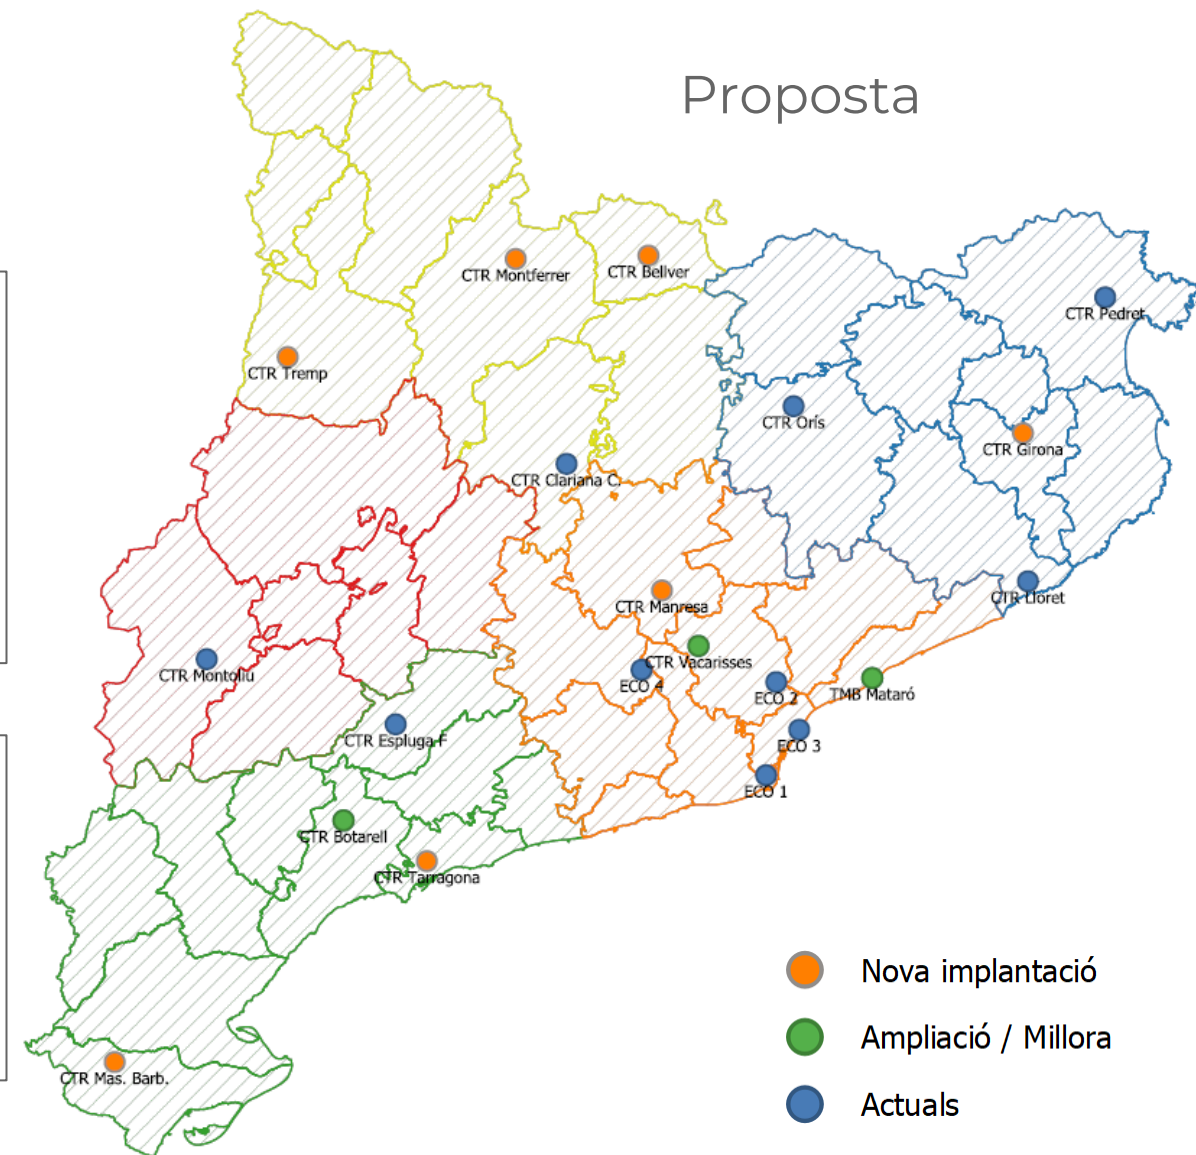 Proposta
CTR Montferrer
CTR Bellver
CTR Pedret
CTR Tremp
CTR Orís
CTR Girona
CTR Clariana C.
CTR Manresa
CTR Lloret
CTR Vacarisses
CTR Montoliu
ECO 4
ECO 2
TMB Mataró
CTR Espluga F
ECO 3
ECO 1
CTR Botarell
CTR Tarragona
CTR Mas. Barb.
Nova implantació
Ampliació / Millora
Actuals